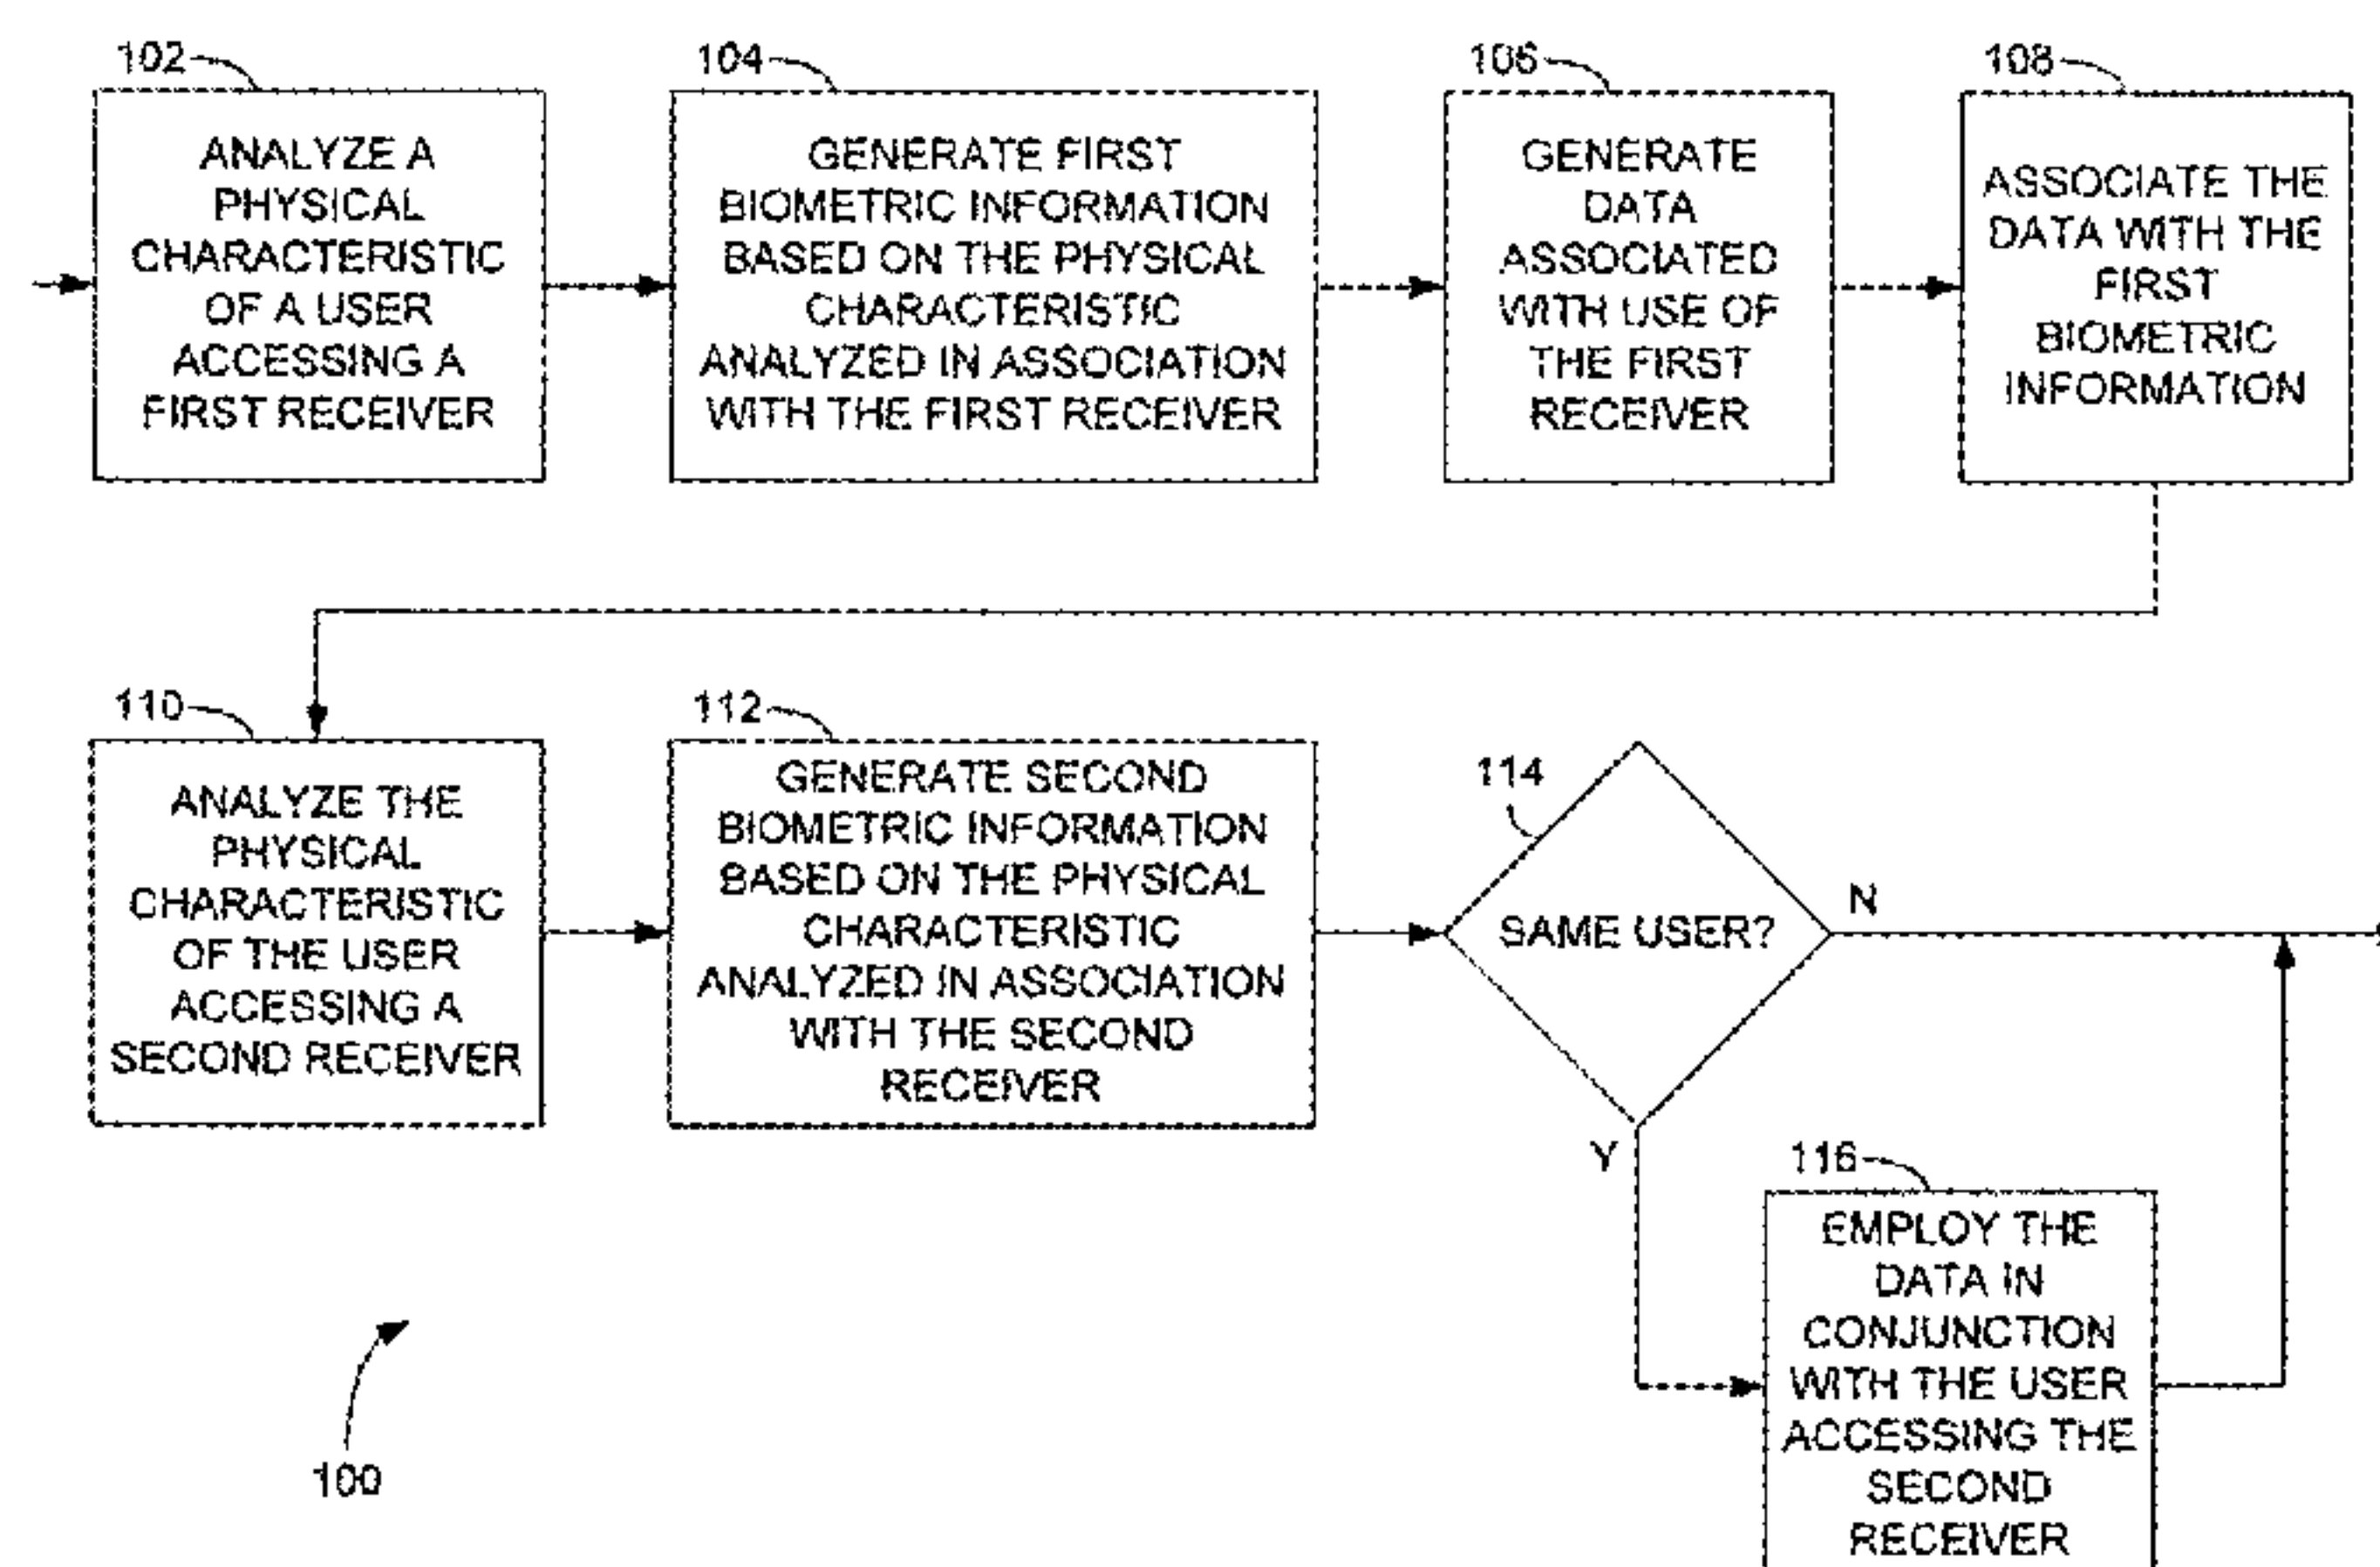 102
ANALYZE A
PHYSICAL
CHARACTERISTIC
OF A USER
ACCESSING A
FIRST RECEIVER
104
GENERATE FIRST
BIOMETRIC INFORMATION
BASED ON THE PHYSICAL
CHARACTERISTIC
ANALYZED IN ASSOCIATION
WITH THE FIRST RECEIVER
106
GENERATE
DATA
ASSOCIATED
WITH USE OF
THE FIRST
RECEIVER
108
ASSOCIATE THE
DATA WITH THE
FIRST
BIOMETRIC
INFORMATION
110
ANALYZE THE
PHYSICAL
CHARACTERISTIC
OF THE USER
ACCESSING A
SECOND RECEIVER
112
GENERATE SECOND
BIOMETRIC INFORMATION
BASED ON THE PHYSICAL
CHARACTERISTIC
ANALYZED IN ASSOCIATION
WITH THE SECOND
RECEIVER
114
SAME USER?
N
Y
116
EMPLOY THE
DATA IN
CONJUNCTION
WITH THE USER
ACCESSING THE
SECOND
RECEIVER
100